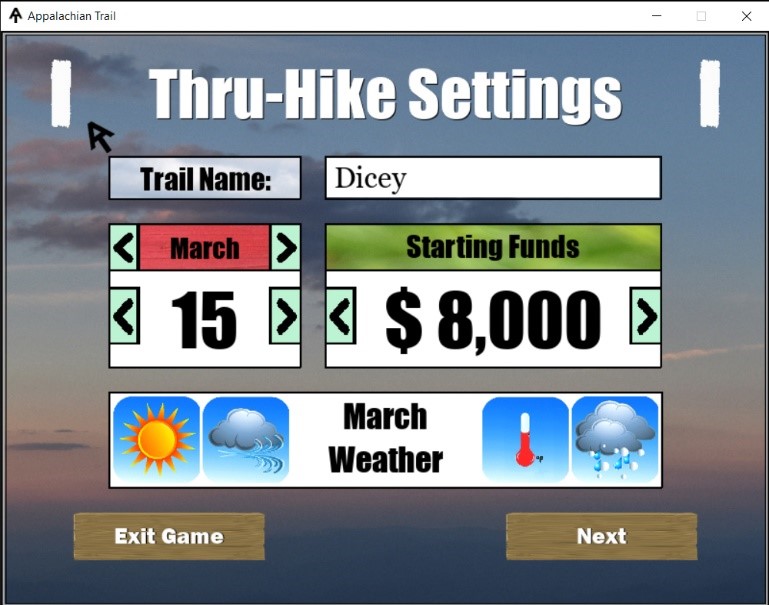 Appalachian Trail
Thru-Hike Settings
Trail Name: Dicey
March Starting Funds
15 $ 8,000
March
Weather
°F
Exit Game Next